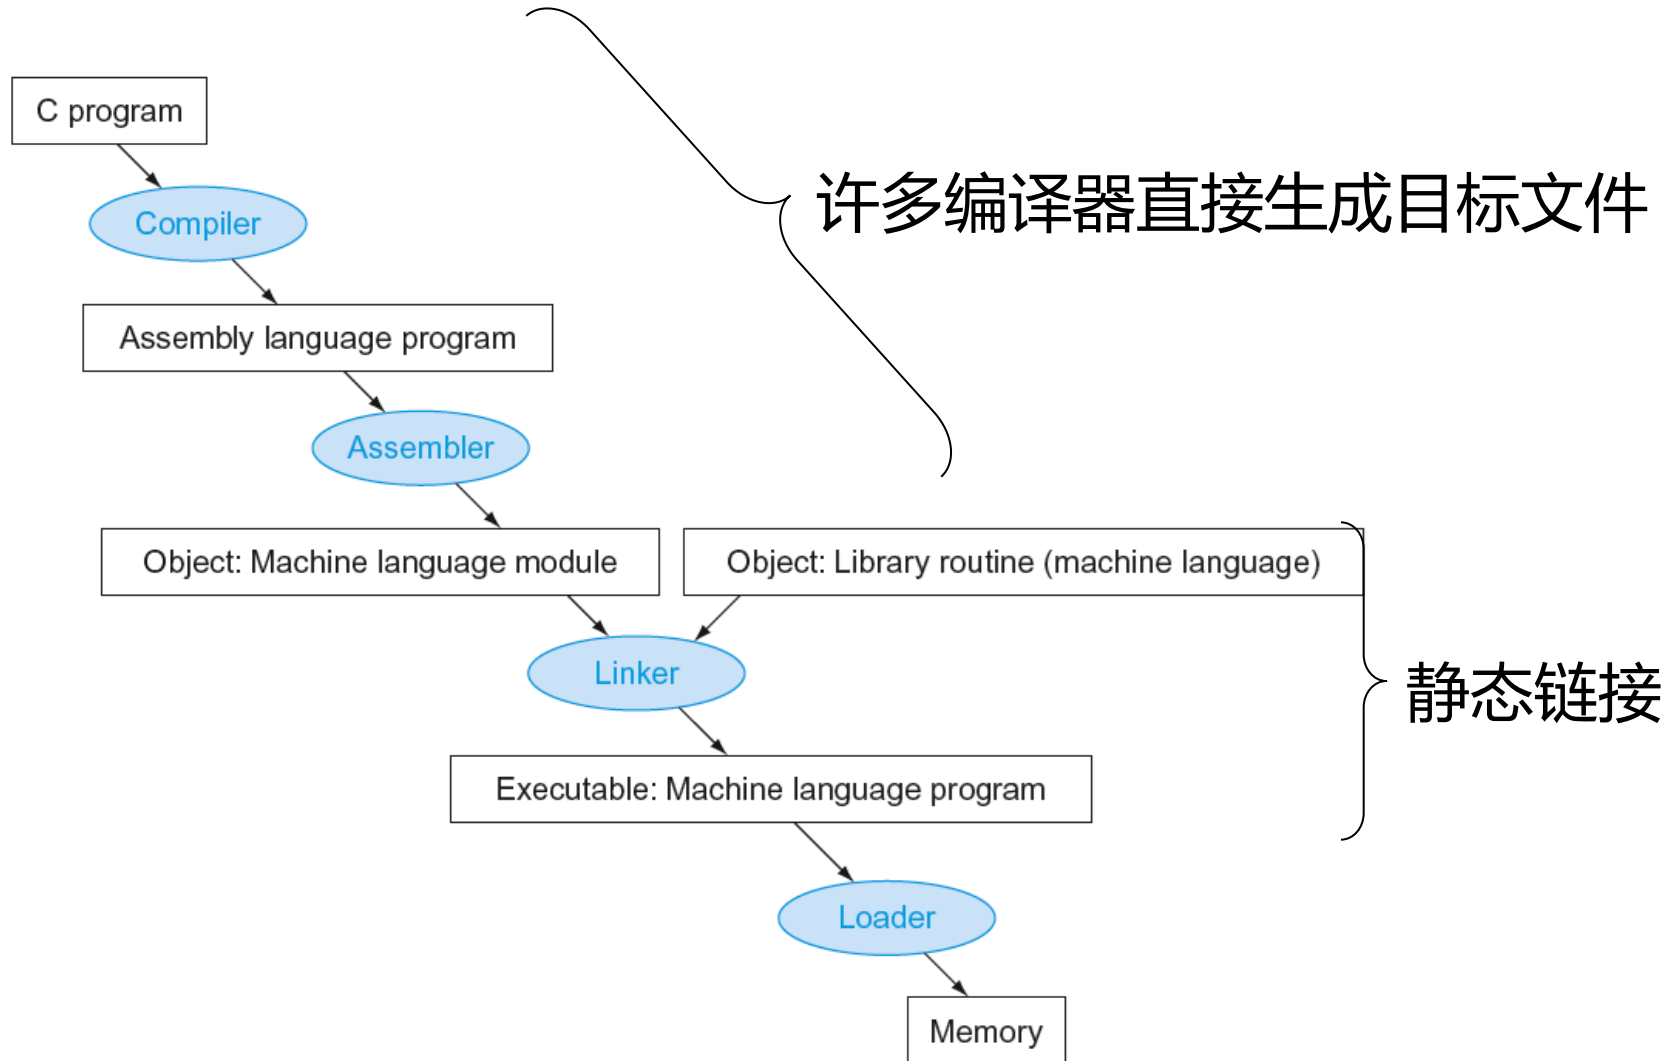 C program
许多编译器直接生成目标文件
Compiler
Assembly language program
Assembler
Object: Machine language module
Object: Library routine (machine language)
Linker
静态链接
Executable: Machine language program
Loader
Memory